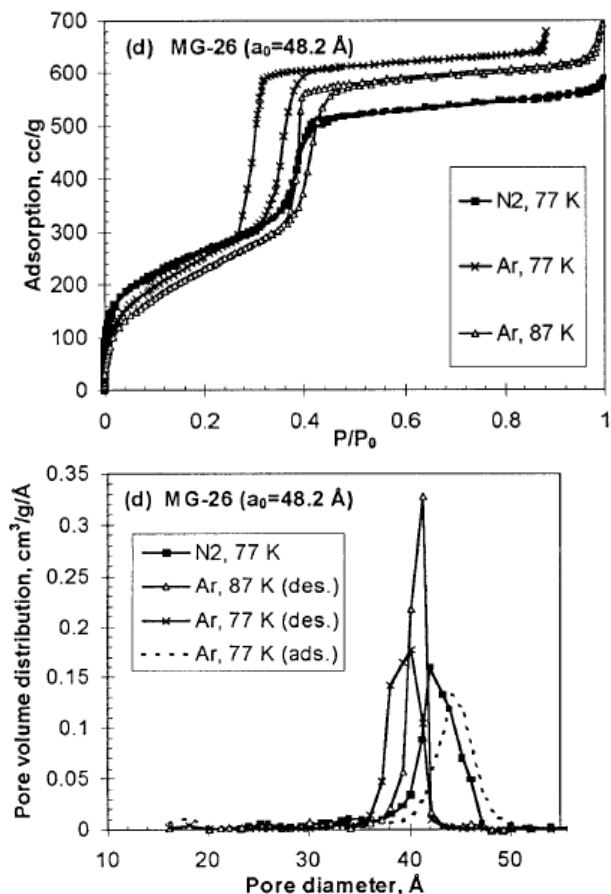 700
(d) MG-26 (a₀=48.2 Å)
600
500
400
300
200
100
0
Adsorption, cc/g
N2, 77 K
Ar, 77 K
Ar, 87 K
0 0.2 0.4 0.6 0.8 1
P/P₀
0.35
(d) MG-26 (a₀=48.2 Å)
0.3
0.25
0.2
0.15
0.1
0.05
0
Pore volume distribution, cm³/g/Å
N2, 77 K
Ar, 87 K (des.)
Ar, 77 K (des.)
Ar, 77 K (ads.)
10 20 30 40 50
Pore diameter, Å